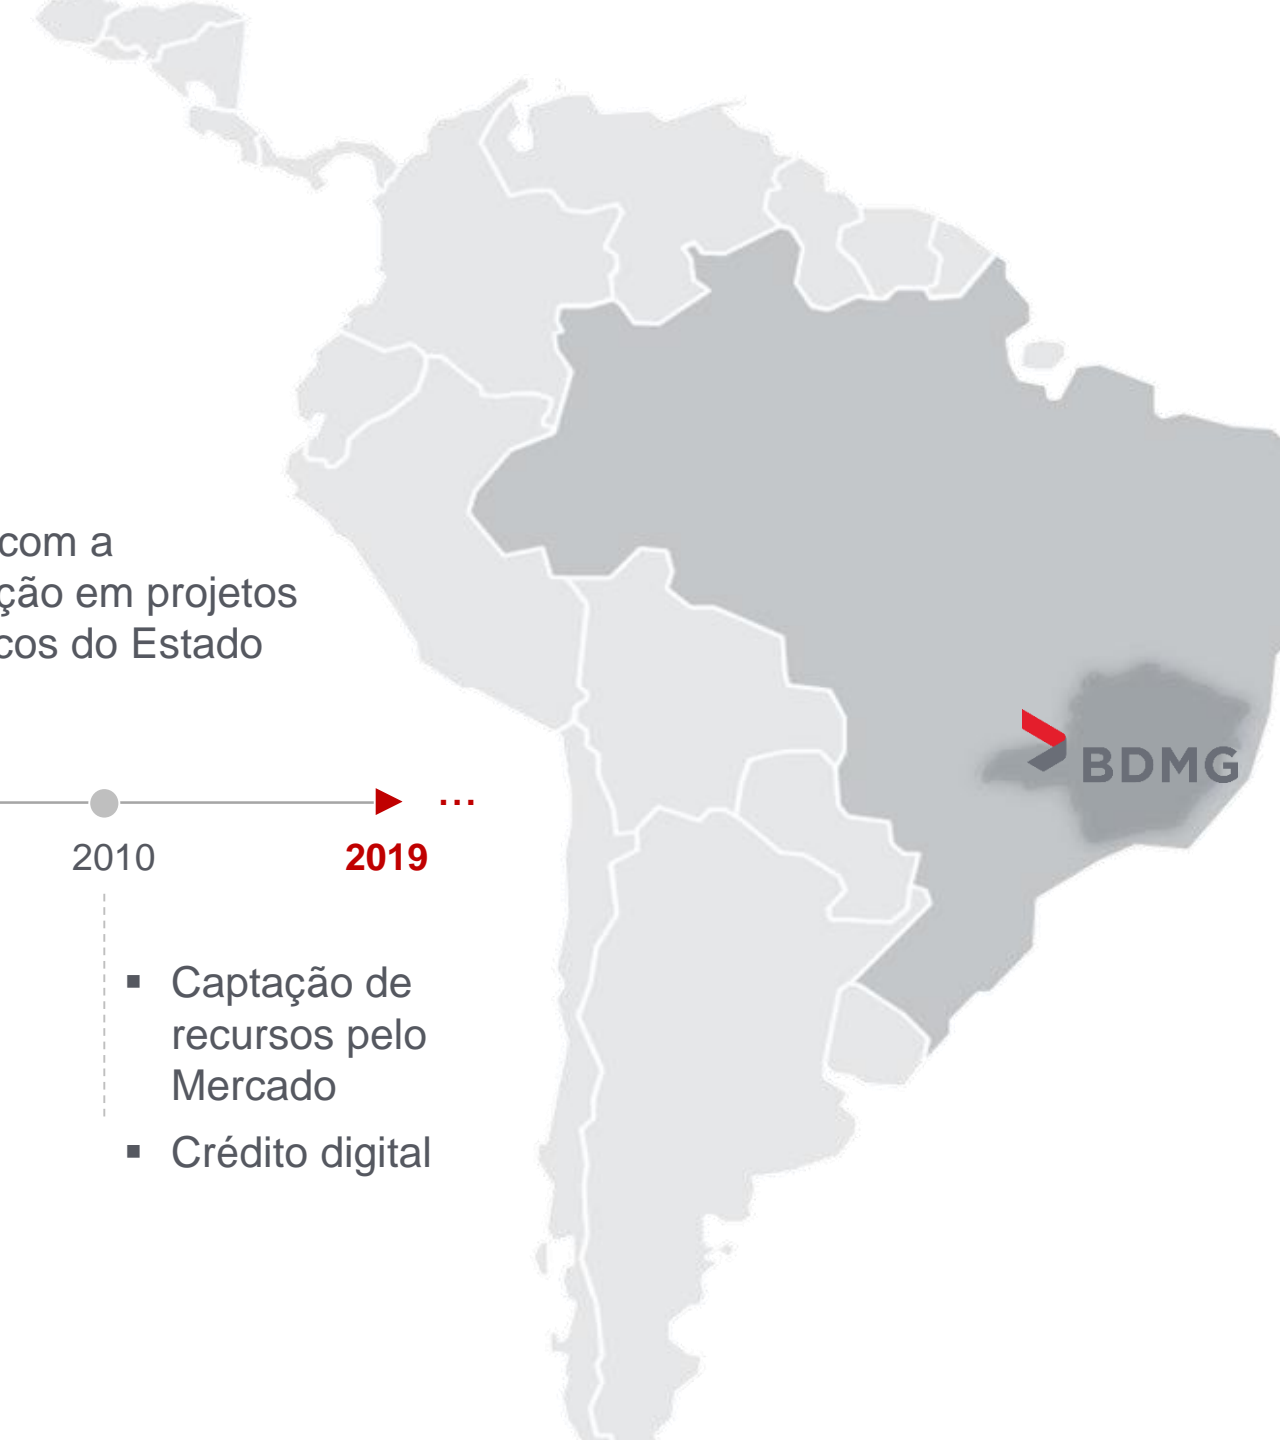 com a
ção em projetos
cos do Estado
BDMG
...
2010
2019
▪ Captação de
recursos pelo
Mercado
▪ Crédito digital